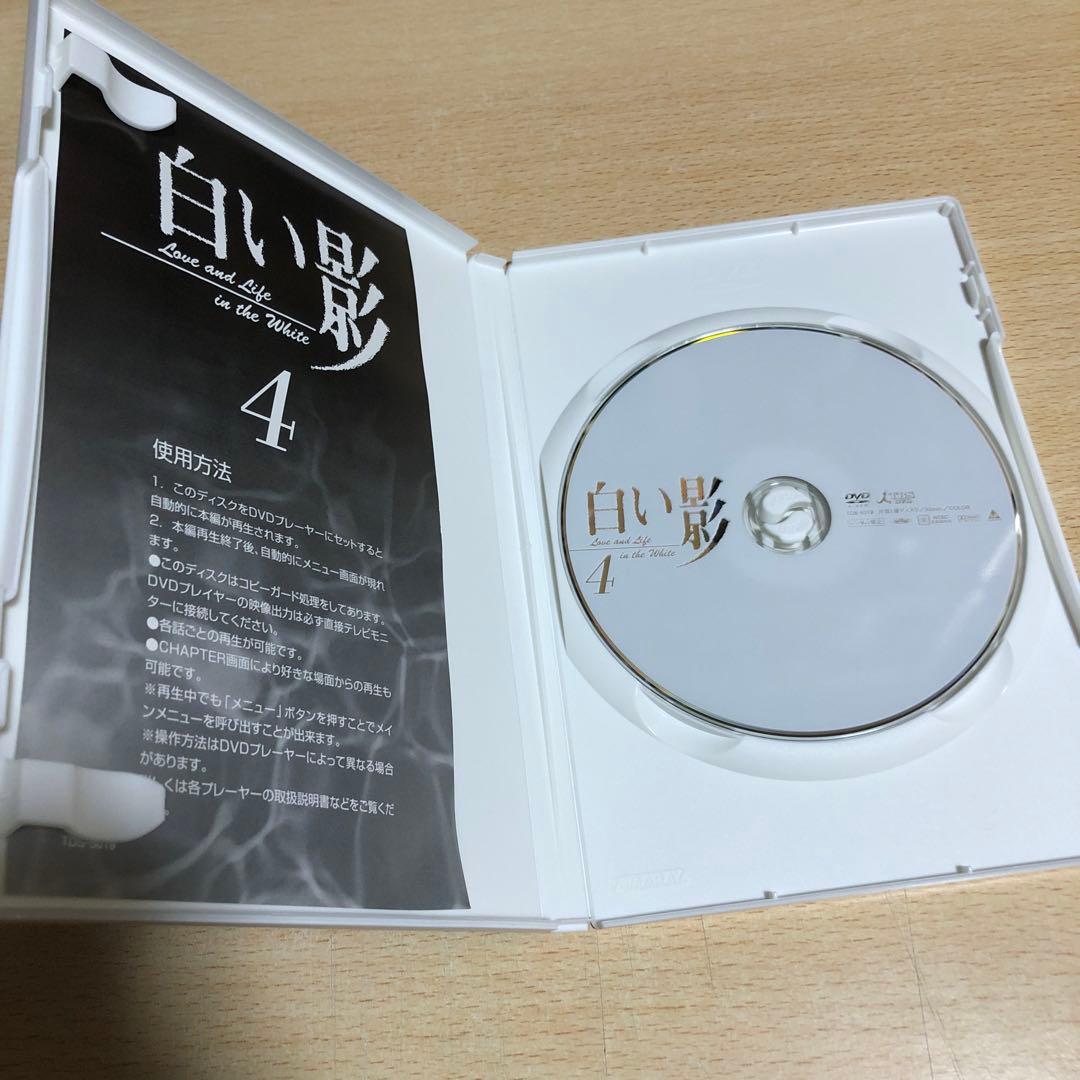 白い影
Love and Life
in the White
4
使用方法
1．このディスクをDVDプレーヤーにセットすると
自動的に本編が再生されます。
2．本編再生終了後、自動的にメニュー画面が現れ
ます。
●このディスクはコピーガード処理をしてあります。
DVDプレイヤーの映像出力は必ず直接テレビモニ
ターに接続してください。
●各話ごとの再生が可能です。
●CHAPTER画面により好きな場面からの再生も
可能です。
※再生中でも「メニュー」ボタンを押すことでメイ
ンメニューを呼び出すことが出来ます。
※操作方法はDVDプレーヤーによって異なる場合
があります。
くは各プレーヤーの取扱説明書などをご覧くだ
白い影
Love and Life
in the White
4
DVD
COLOR